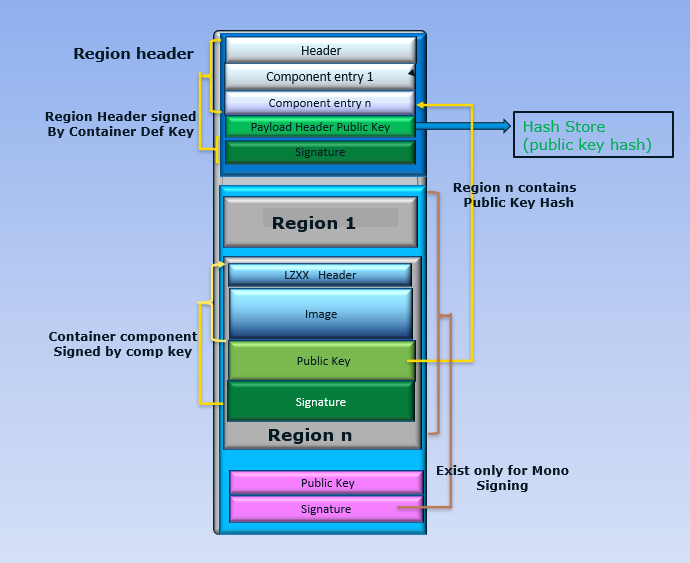 Region header
Header
Component entry 1
Component entry n
Payload Header Public Key
Signature
Region Header signed
By Container Def Key
Hash Store
(public key hash)
Region n contains
Public Key Hash
Region 1
LZXX Header
Image
Public Key
Signature
Region n
Container component
Signed by comp key
Exist only for Mono
Signing
Public Key
Signature